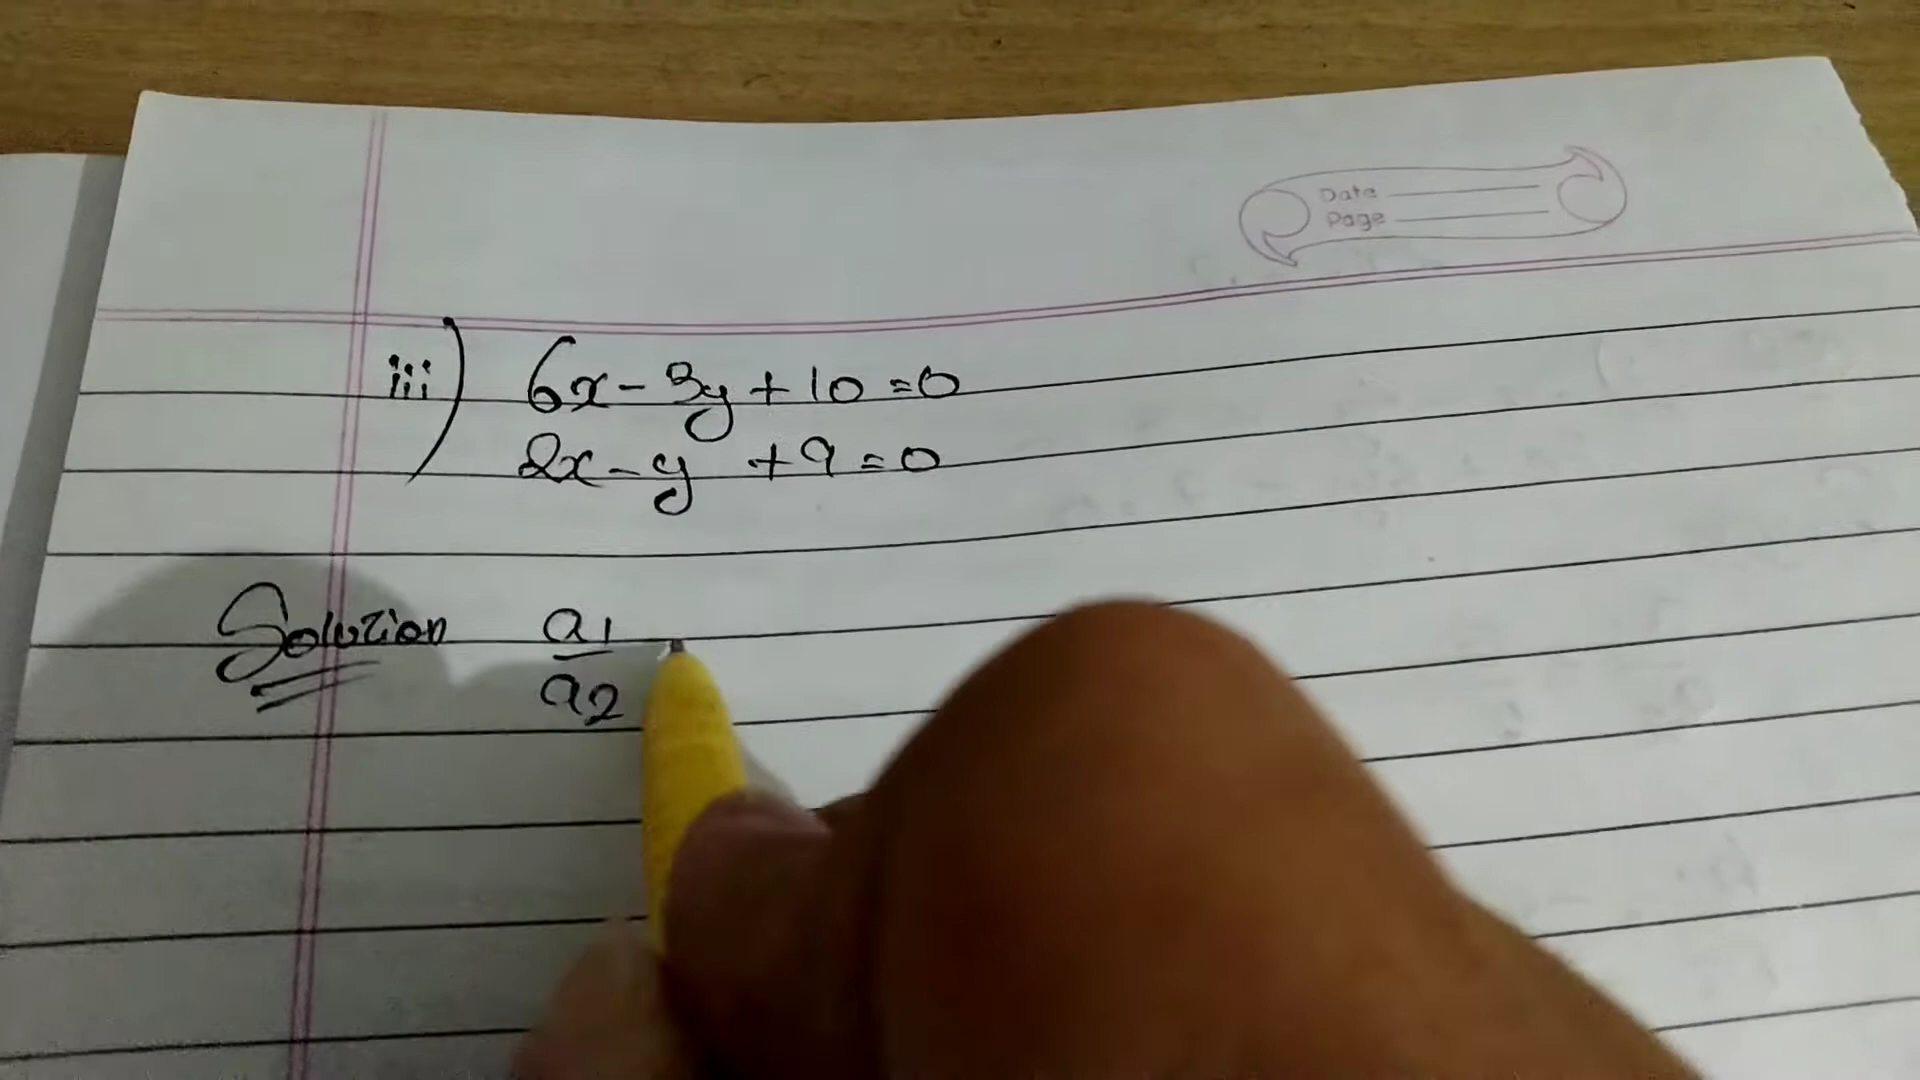 Date
Page
iii) 6x - 3y + 10 = 0
2x - y + 9 = 0
Solution a1
a2